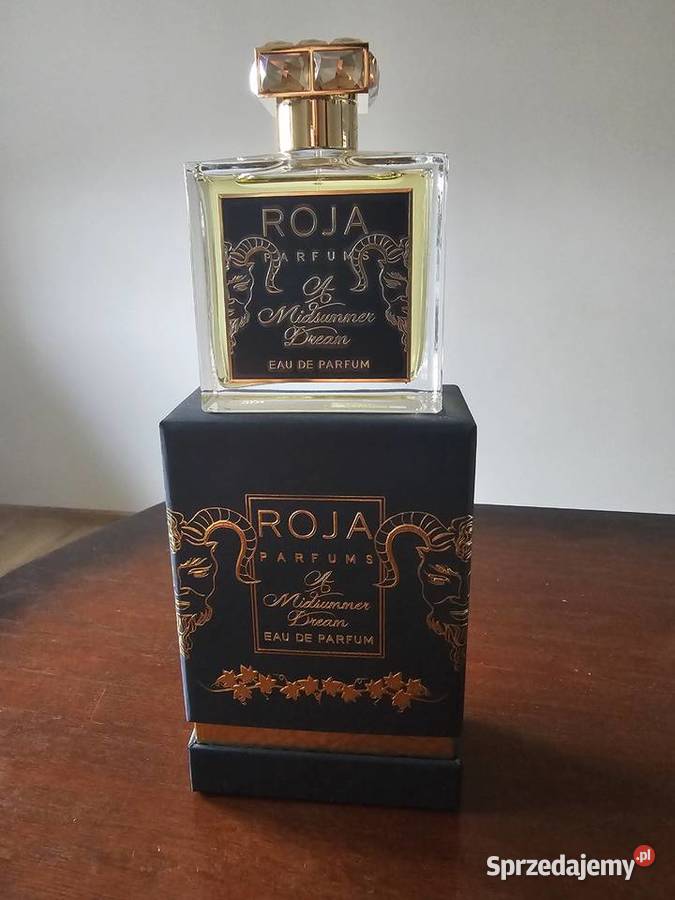 ROJA
PARFUMS
A
Midsummer
Dream
EAU DE PARFUM
ROJA
PARFUMS
A
Midsummer
Dream
EAU DE PARFUM
Sprzedajemy.pl